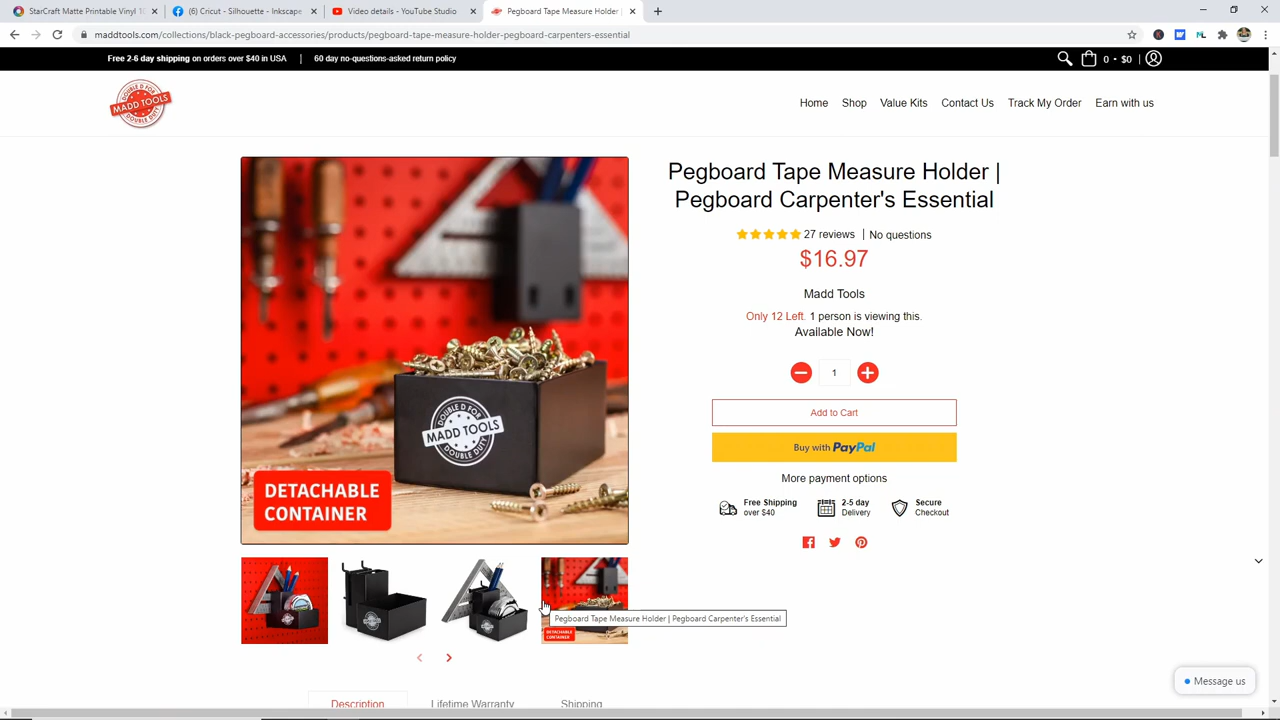 StarCraft Matte Printable Vinyl 1
(6) Cricut - Silhouette - Inkscape
Video details - YouTube Studio
Pegboard Tape Measure Holder |
maddtools.com/collections/black-pegboard-accessories/products/pegboard-tape-measure-holder-pegboard-carpenters-essential
Free 2-6 day shipping on orders over $40 in USA | 60 day no-questions-asked return policy
0 • $0 |
DOUBLE D FOR
MADD TOOLS
DOUBLE DUTY
Home Shop Value Kits Contact Us Track My Order Earn with us
Pegboard Tape Measure Holder |
Pegboard Carpenter's Essential
27 reviews | No questions
$16.97
Madd Tools
Only 12 Left. 1 person is viewing this.
Available Now!
1
Add to Cart
Buy with PayPal
More payment options
Free Shipping
over $40
2-5 day
Delivery
Secure
Checkout
DOUBLE D FOR
MADD TOOLS
DOUBLE DUTY
DETACHABLE
CONTAINER
Pegboard Tape Measure Holder | Pegboard Carpenter's Essential
DETACHABLE
CONTAINER
Message us
Description Lifetime Warranty Shipping